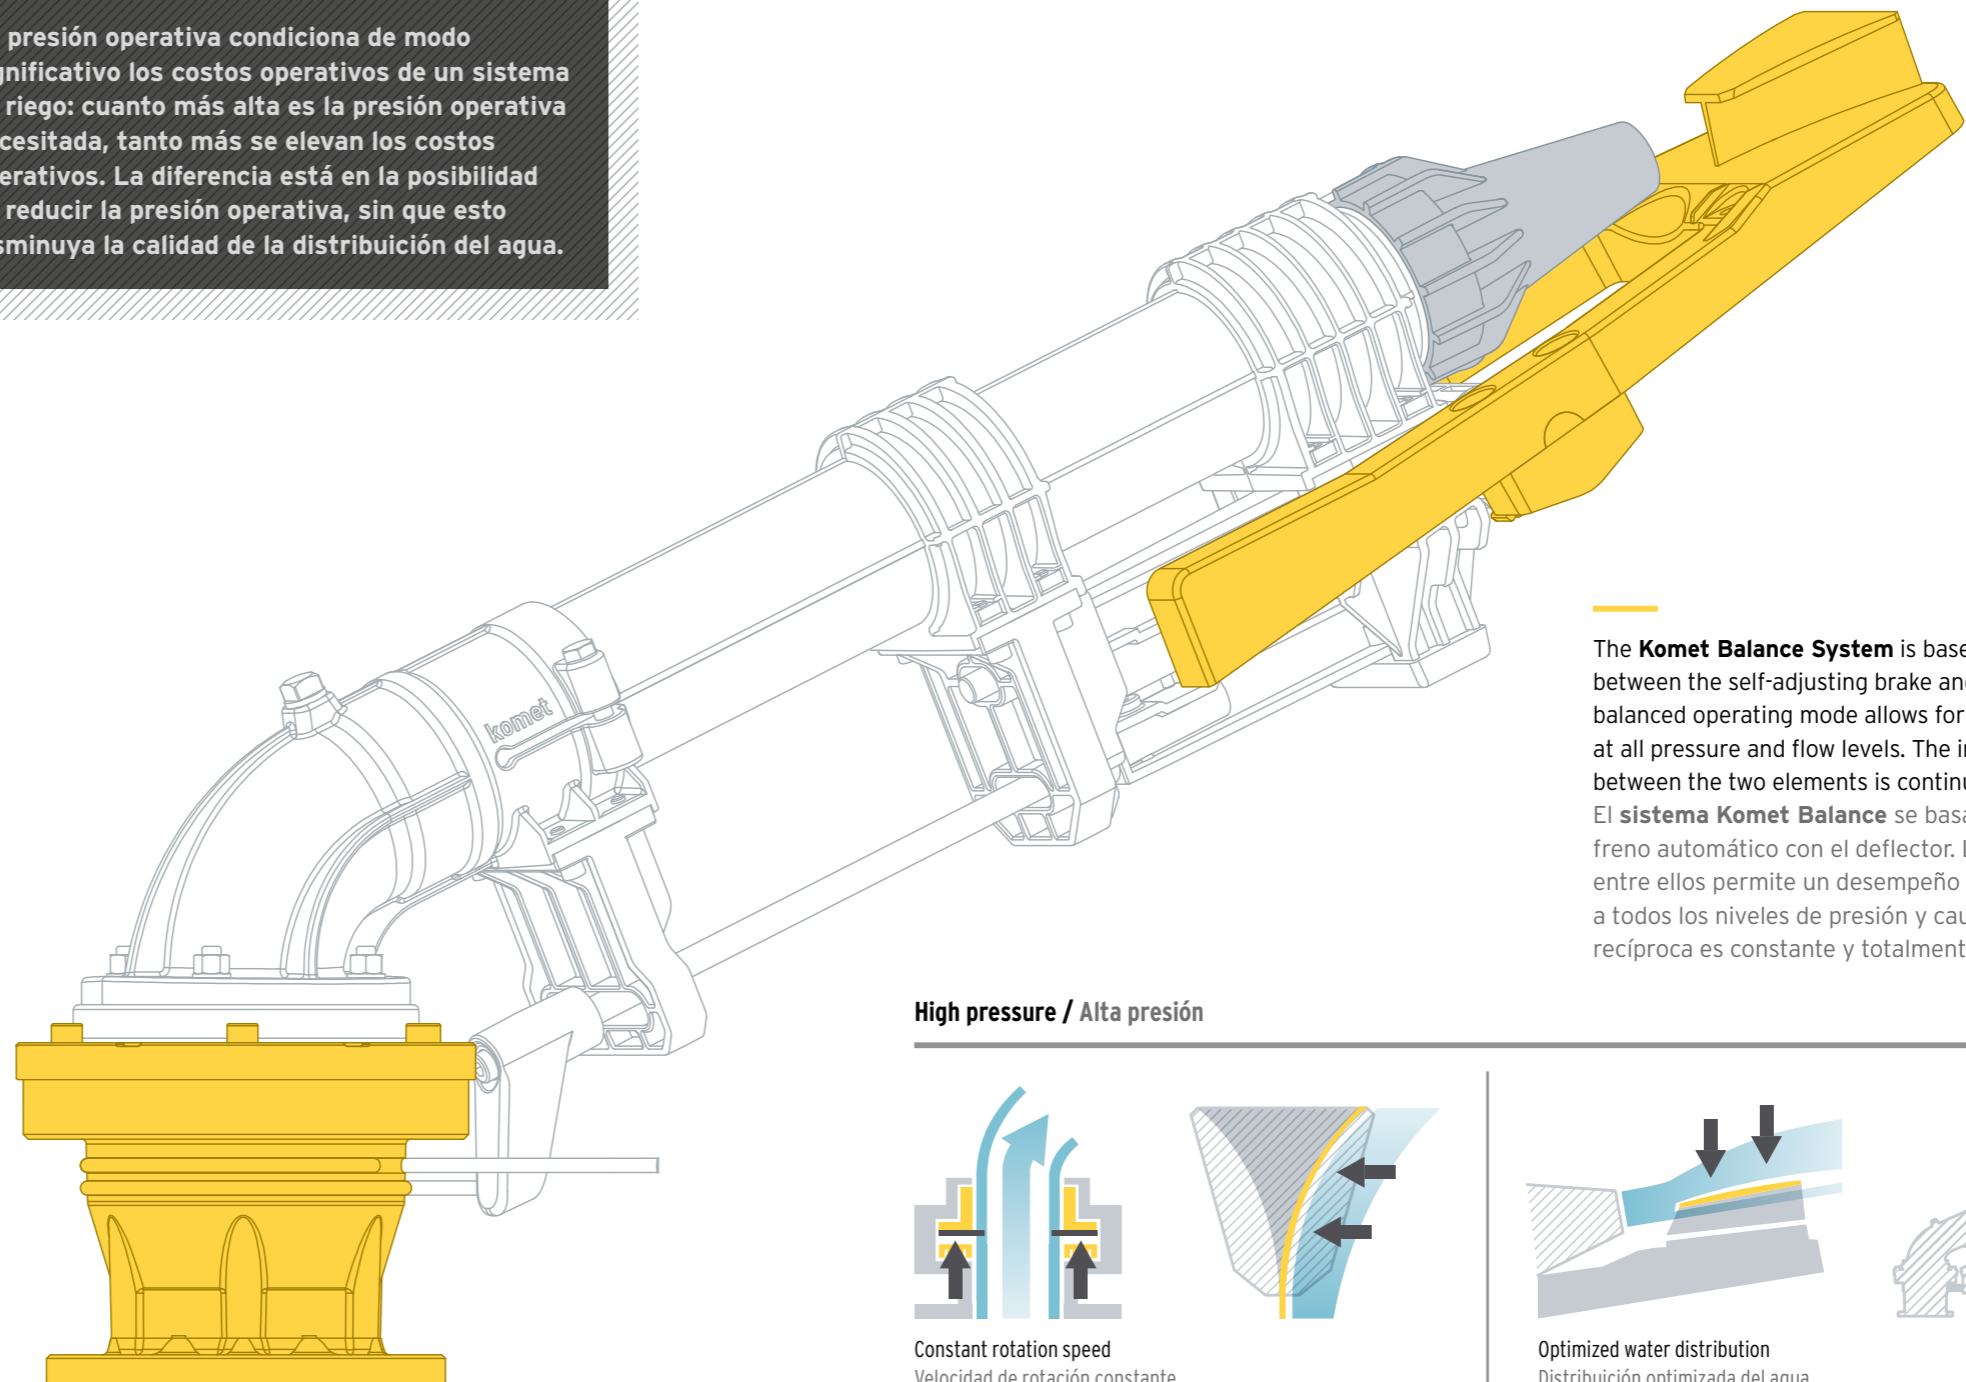 presión operativa condiciona de modo
gnificativo los costos operativos de un sistema
riego: cuanto más alta es la presión operativa
cesitada, tanto más se elevan los costos
erativos. La diferencia está en la posibilidad
reducir la presión operativa, sin que esto
sminuya la calidad de la distribuición del agua.
komet
The Komet Balance System is base
between the self-adjusting brake and
balanced operating mode allows for
at all pressure and flow levels. The in
between the two elements is continu
El sistema Komet Balance se basa
freno automático con el deflector. L
entre ellos permite un desempeño
a todos los niveles de presión y cau
recíproca es constante y totalment
High pressure / Alta presión
Constant rotation speed
Velocidad de rotación constante
Optimized water distribution
Distribuición optimizada del agua